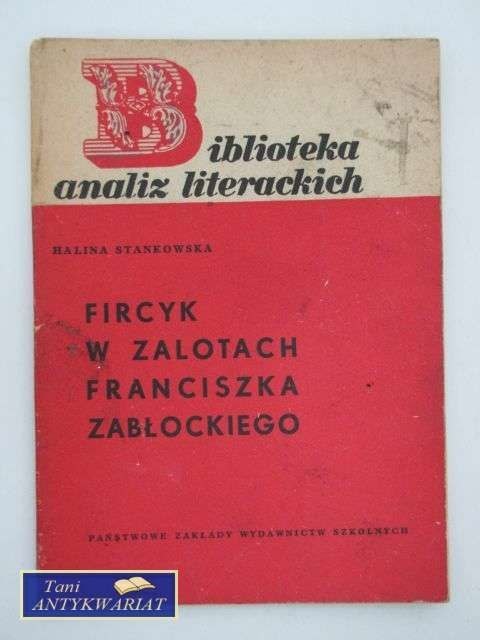 Biblioteka
analiz literackich
HALINA STANKOWSKA
FIRCYK
W ZALOTACH
FRANCISZKA
ZABŁOCKIEGO
PAŃSTWOWE ZAKŁADY WYDAWNICTW SZKOLNYCH
Tani
ANTYKWARIAT